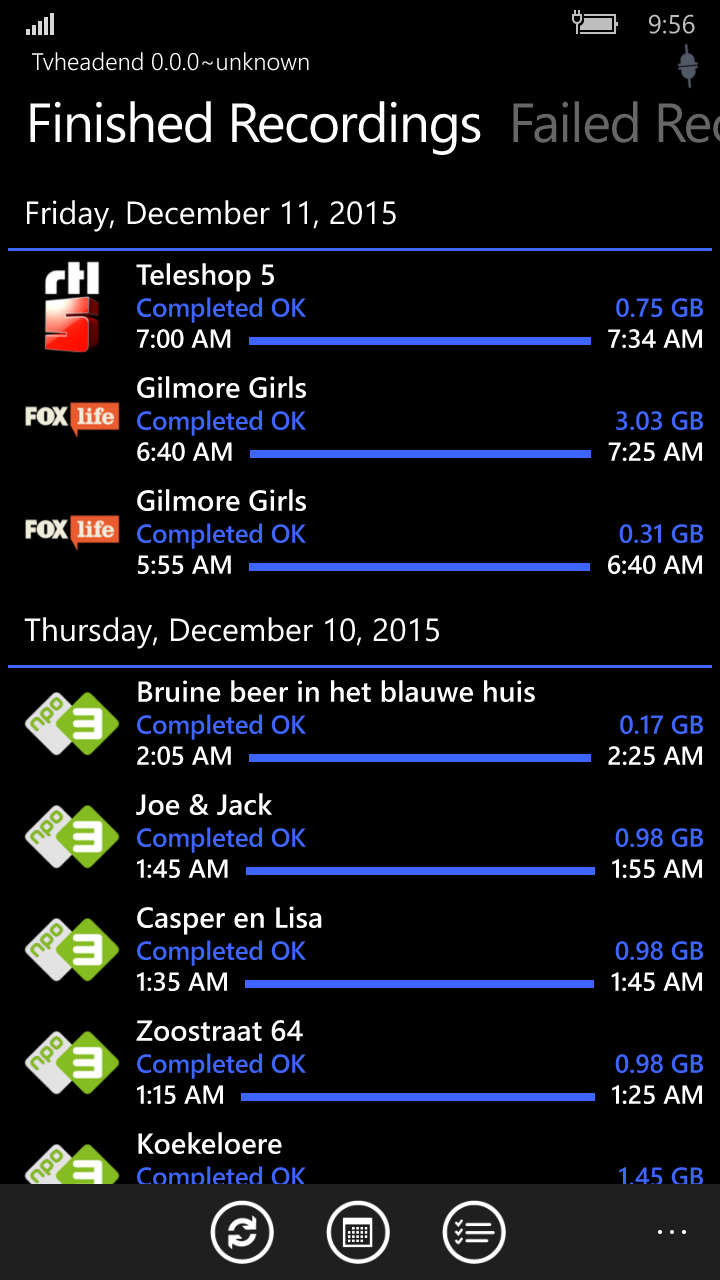 9:56
Tvheadend 0.0.0~unknown
Finished Recordings Failed Rec
Friday, December 11, 2015
rtl 5
Teleshop 5
Completed OK 0.75 GB
7:00 AM 7:34 AM
FOX life
Gilmore Girls
Completed OK 3.03 GB
6:40 AM 7:25 AM
FOX life
Gilmore Girls
Completed OK 0.31 GB
5:55 AM 6:40 AM
Thursday, December 10, 2015
npo 3
Bruine beer in het blauwe huis
Completed OK 0.17 GB
2:05 AM 2:25 AM
npo 3
Joe & Jack
Completed OK 0.98 GB
1:45 AM 1:55 AM
npo 3
Casper en Lisa
Completed OK 0.98 GB
1:35 AM 1:45 AM
npo 3
Zoostraat 64
Completed OK 0.98 GB
1:15 AM 1:25 AM
npo 3
Koekeloere
Completed OK 1.45 GB